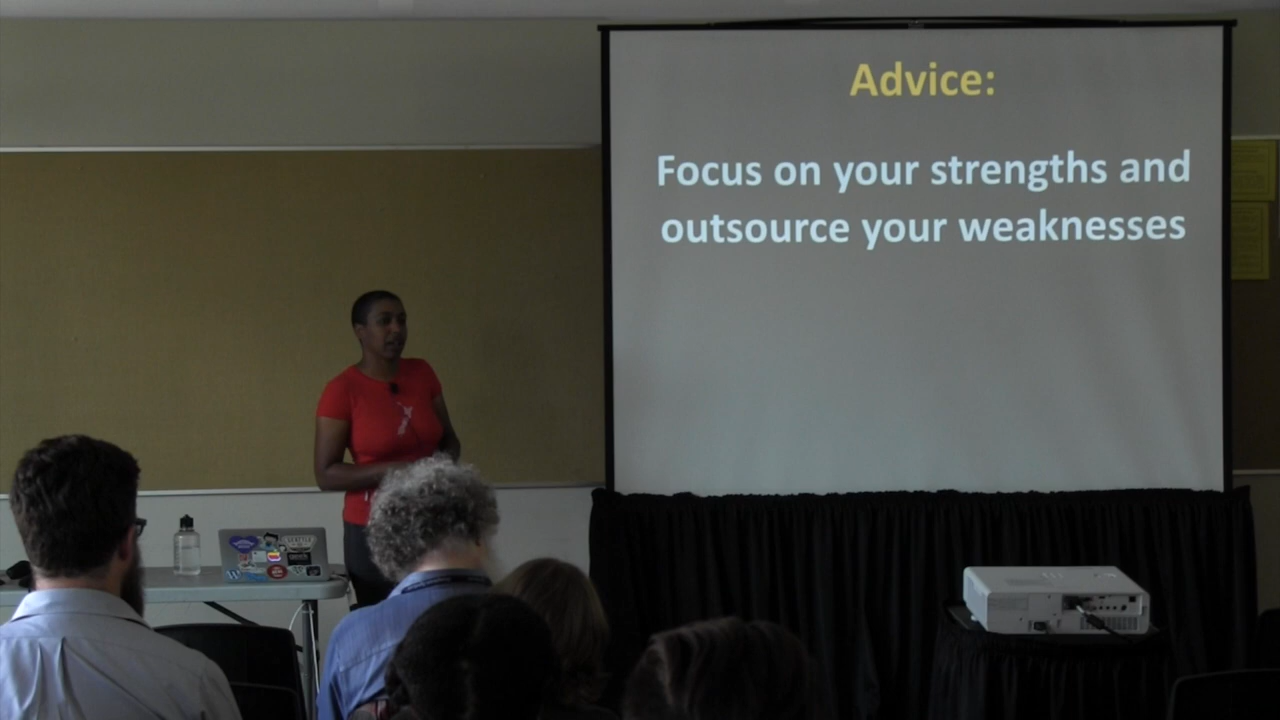 Advice:
Focus on your strengths and
outsource your weaknesses